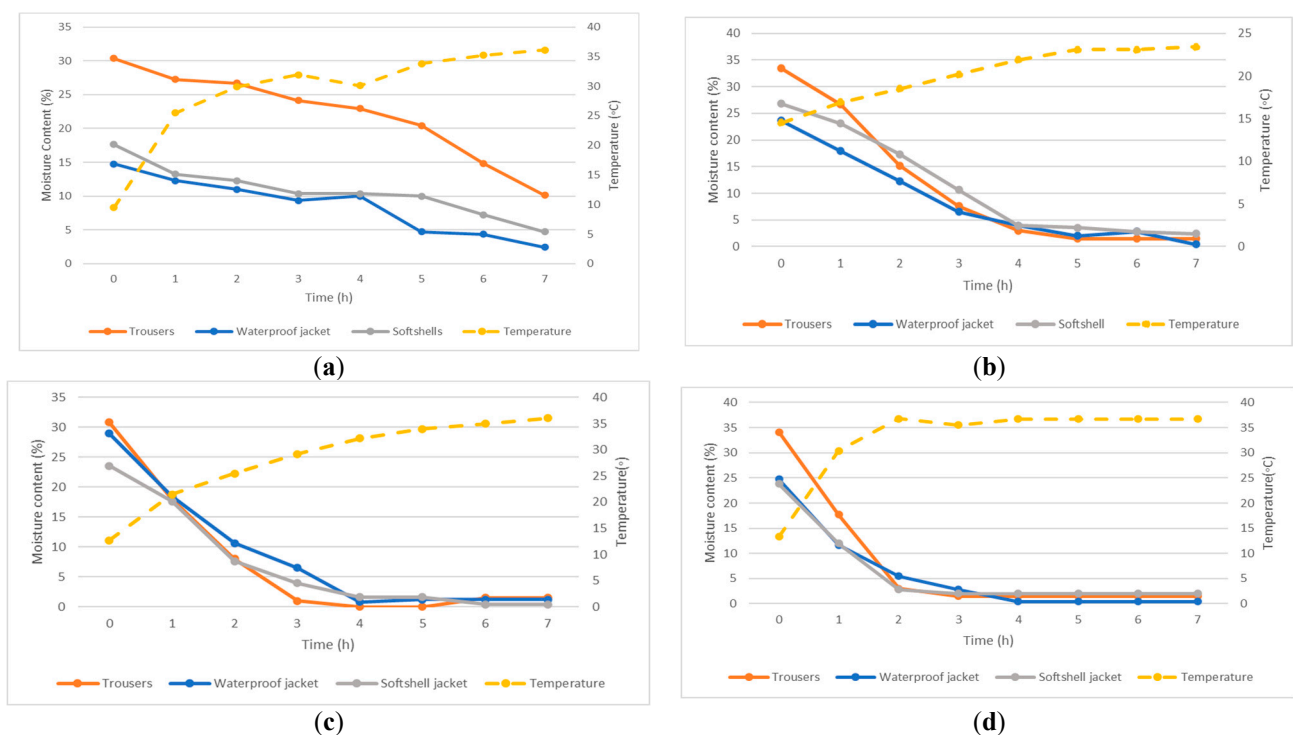 35 40
30 35
25 30
20 25
15 20
10 15
5 10
0 5
0
Moisture Content (%)
Temperature (°C)
0 1 2 3 4 5 6 7
Time (h)
Trousers Waterproof jacket Softshells Temperature
(a)
40 25
35
30 20
25 15
20
15 10
10 5
5
0 0
Moisture content (%)
Temperature (°C)
0 1 2 3 4 5 6 7
Time (h)
Trousers Waterproof jacket Softshell Temperature
(b)
35 40
30 35
25 30
20 25
15 20
10 15
5 10
0 5
0
Moisture content (%)
Temperature(°)
0 1 2 3 4 5 6 7
Time (h)
Trousers Waterproof jacket Softshell jacket Temperature
(c)
40 40
35 35
30 30
25 25
20 20
15 15
10 10
5 5
0 0
Moisture content (%)
Temperature(°C)
0 1 2 3 4 5 6 7
Time (h)
Trousers Waterproof jacket Softshell jacket Temperature
(d)